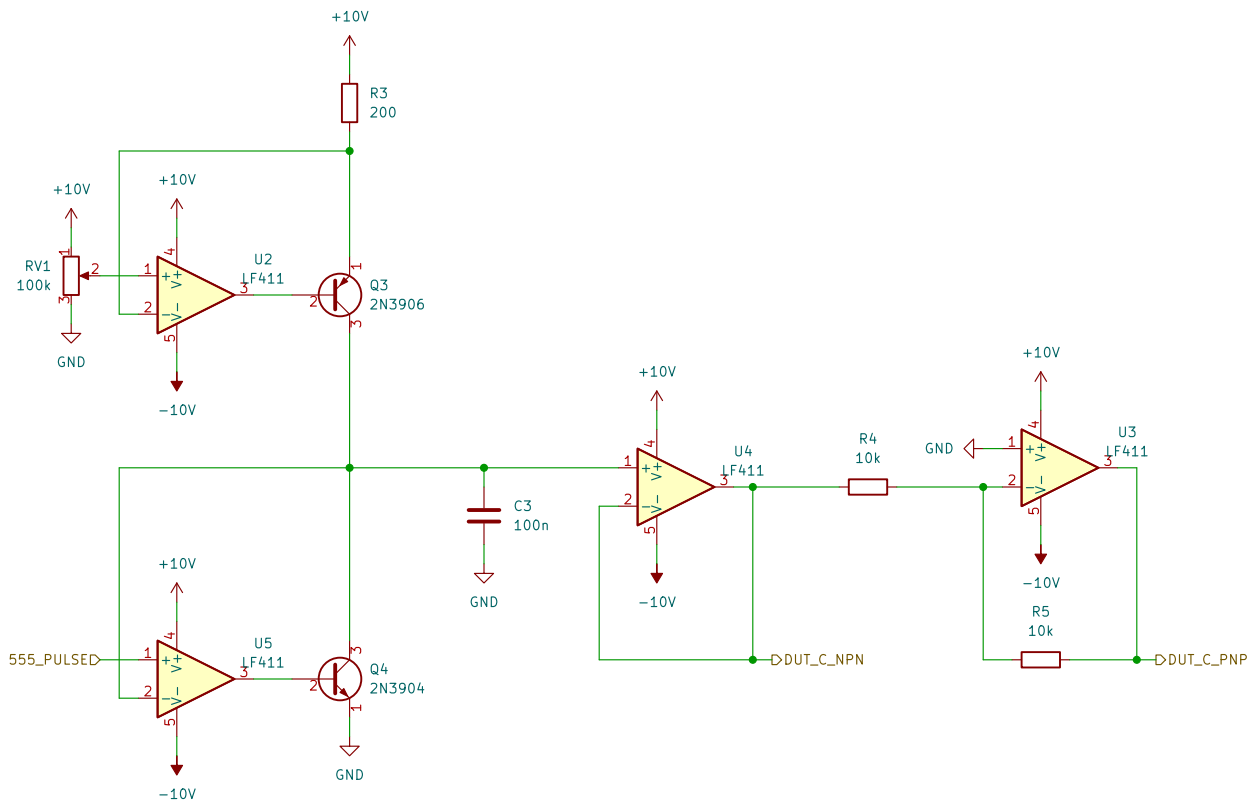 +10V
R3
200
+10V
+10V
1
RV1
100k
2
3
GND
4
1
+
V+
2
−
V−
5
U2
LF411
3
-10V
1
Q3
2N3906
2
3
+10V
4
1
+
V+
2
−
V−
5
U4
LF411
3
-10V
C3
100n
GND
R4
10k
+10V
4
GND
1
+
V+
2
−
V−
5
U3
LF411
3
-10V
R5
10k
DUT_C_NPN
DUT_C_PNP
+10V
4
555_PULSE
1
+
V+
2
−
V−
5
U5
LF411
3
-10V
3
Q4
2N3904
2
1
GND